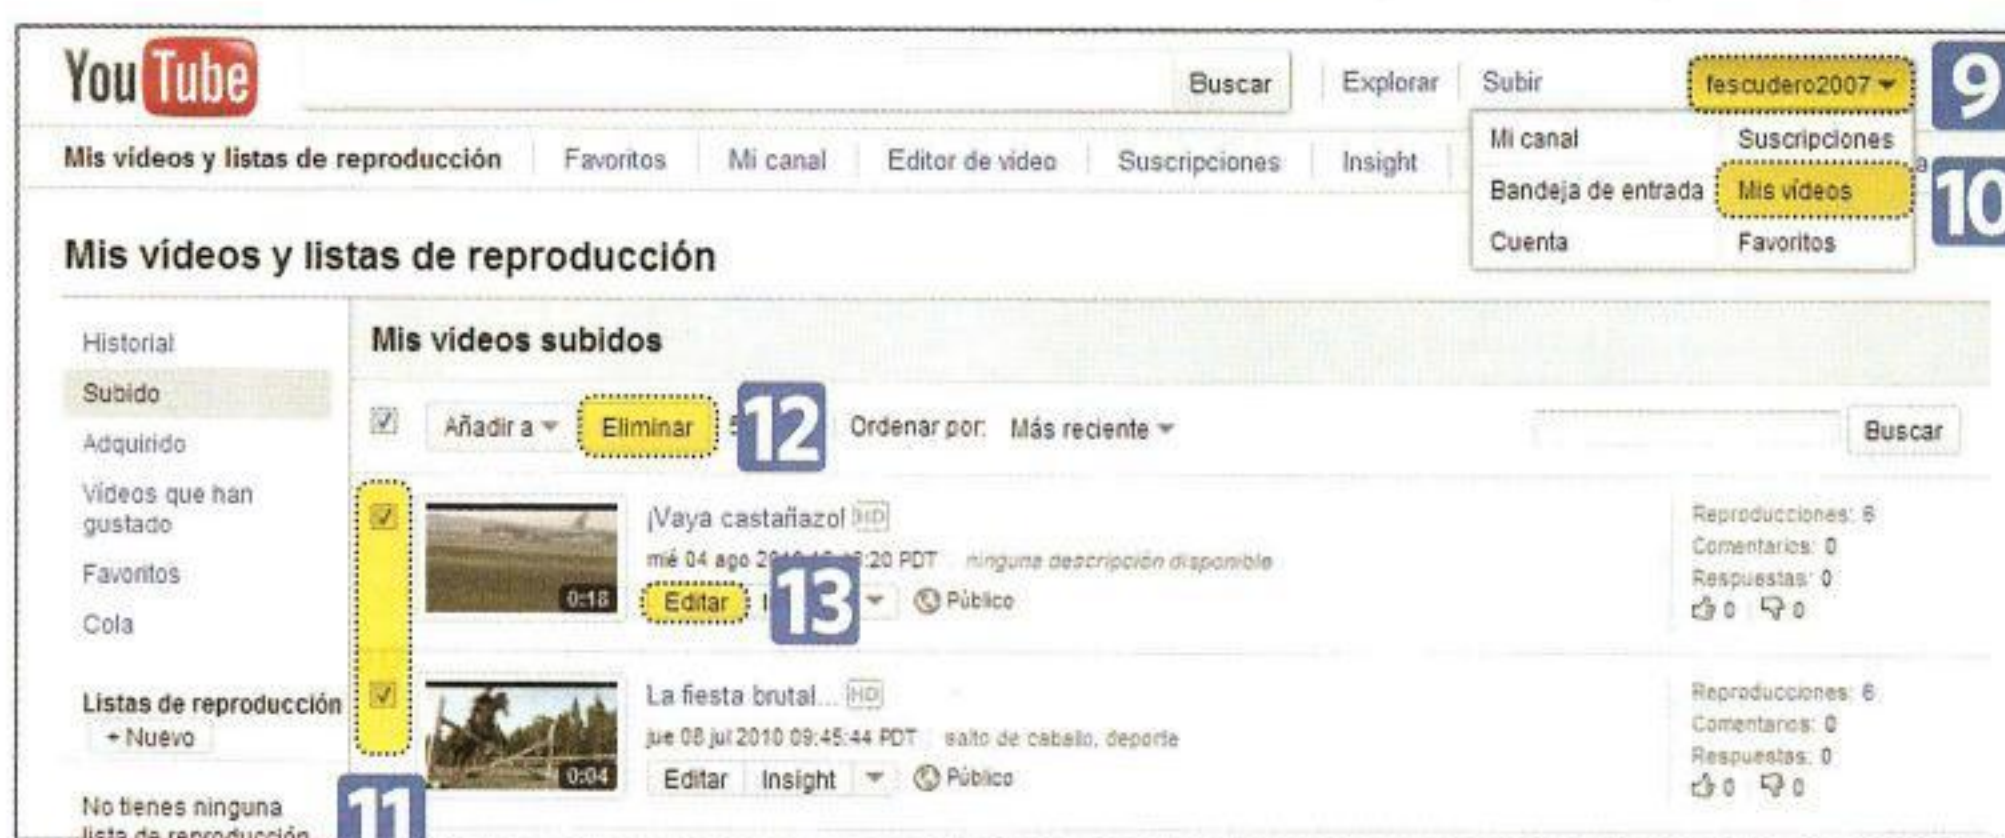 YouTube Buscar Explorar Subir fescudero2007 9
Mi canal Suscripciones
Mis vídeos y listas de reproducción Favoritos Mi canal Editor de video Suscripciones Insight
Bandeja de entrada Mis vídeos 10
Cuenta Favoritos
Mis vídeos y listas de reproducción
Historial
Subido
Adquirido
Vídeos que han
gustado
Favoritos
Cola
Listas de reproducción
+ Nuevo
No tienes ninguna
lista de reproducción
Mis videos subidos
Añadir a Eliminar 12 Ordenar por: Más reciente Buscar
¡Vaya castañazo! HD
mié 04 ago :20 PDT ninguna descripción disponible
0:18 Editar 13 Público
Reproducciones: 6
Comentarios: 0
Respuestas: 0
0 0
La fiesta brutal... HD
jue 08 jul 2010 09:45:44 PDT salto de caballo, deporte
0:04 Editar Insight Público
Reproducciones: 6
Comentarios: 0
Respuestas: 0
0 0
11